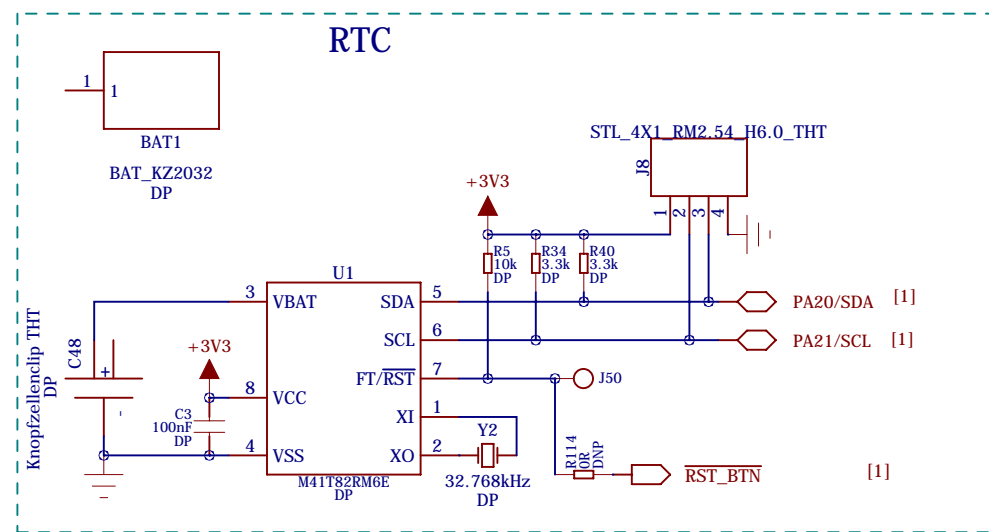 RTC
1
1
BAT1
BAT_KZ2032
DP
STL_4X1_RM2.54_H6.0_THT
J8
1
2
3
4
+3V3
R5
10k
DP
R34
3.3k
DP
R40
3.3k
DP
U1
3
VBAT
SDA
5
PA20/SDA
[1]
SCL
6
PA21/SCL
[1]
Knopfzellenclip THT
DP
C48
+
-
+3V3
8
VCC
FT/RST
7
J50
C3
100nF
DP
XI
1
4
VSS
XO
2
Y2
32.768kHz
DP
M41T82RM6E
DP
R114
0R
DNP
RST_BTN
[1]